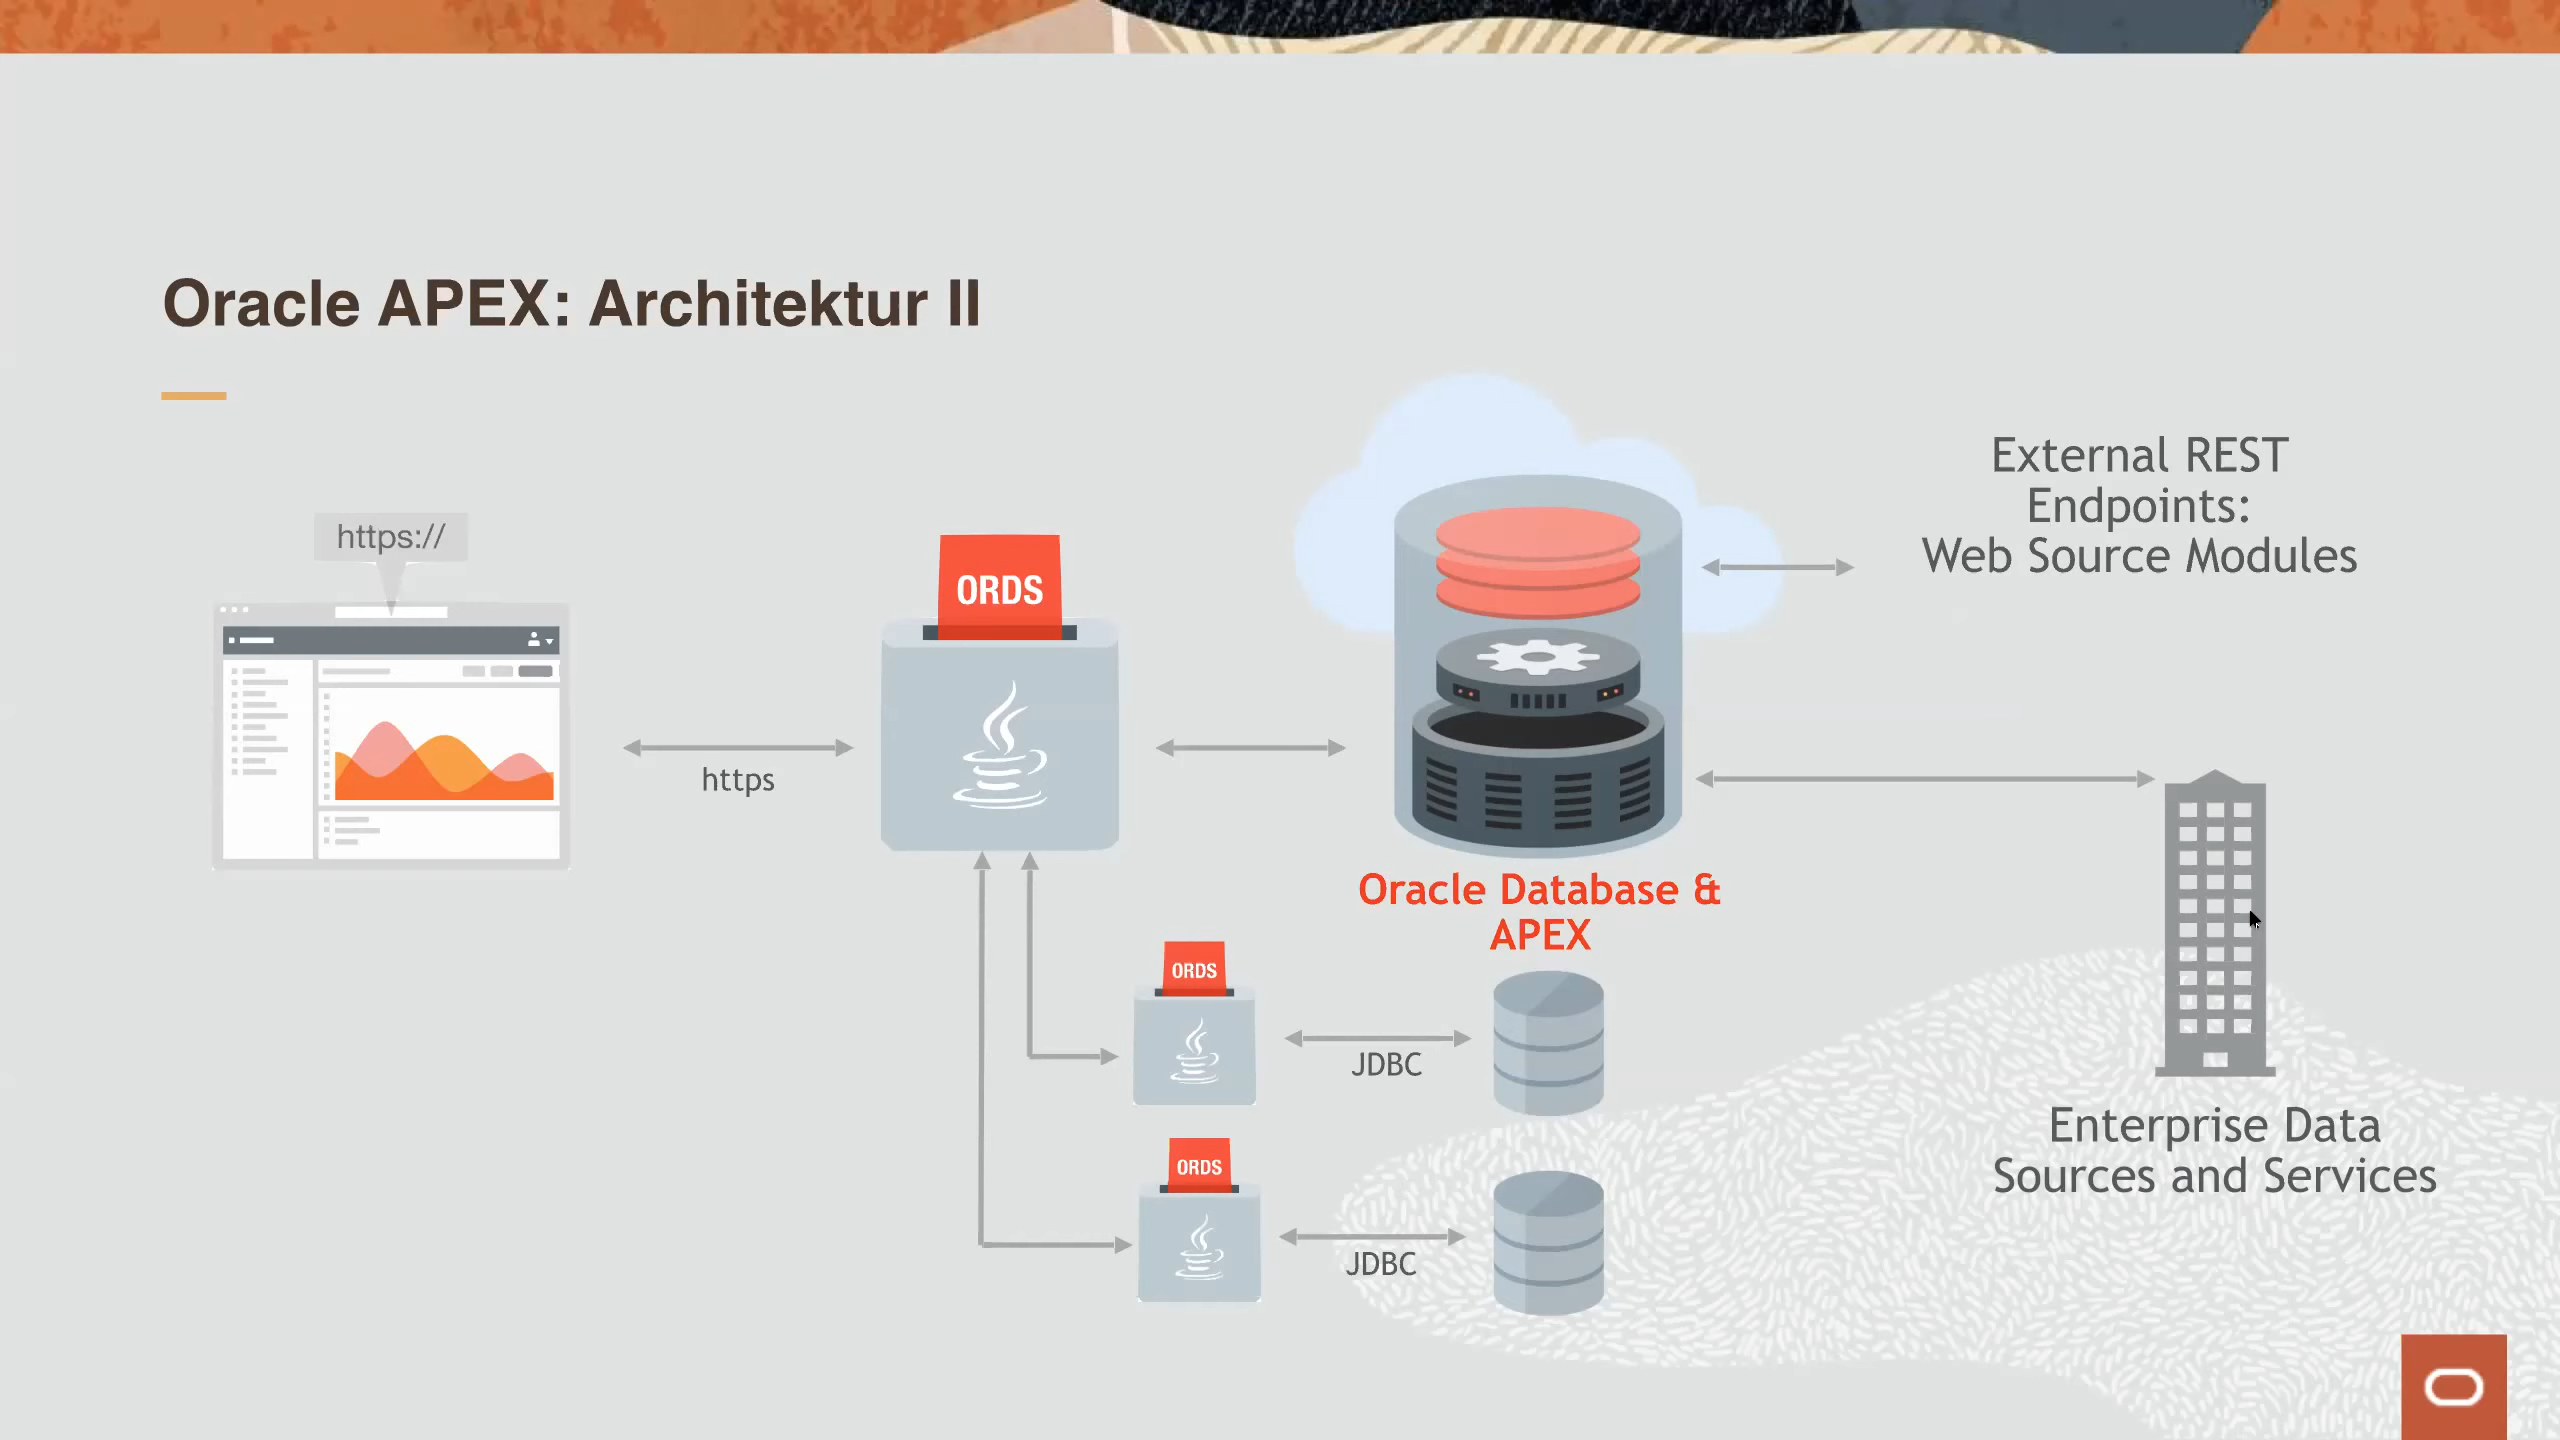 Oracle APEX: Architektur II
https://
https
ORDS
Oracle Database &
APEX
External REST
Endpoints:
Web Source Modules
ORDS
JDBC
ORDS
JDBC
Enterprise Data
Sources and Services